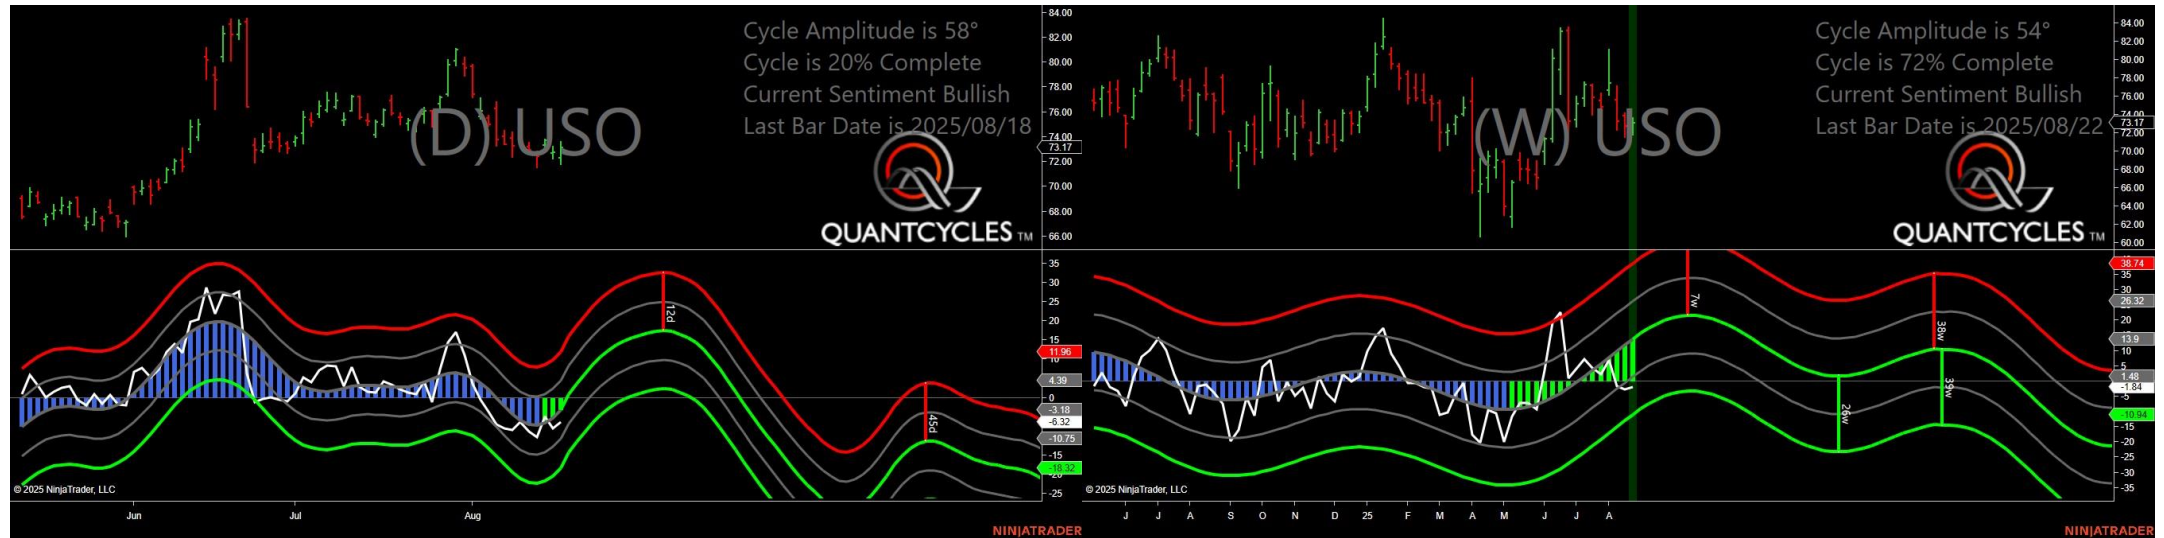 Cycle Amplitude is 58°
Cycle is 20% Complete
Current Sentiment Bullish
Last Bar Date is 2025/08/18
(D) USO
QUANTCYCLES TM
84.00
82.00
80.00
78.00
76.00
74.00
73.17
72.00
70.00
68.00
66.00
35
30
25
20
15
11.96
10
4.39
0
-3.18
-6.32
-10.75
-15
-18.32
-25
12d
45d
© 2025 NinjaTrader, LLC
Jun
Jul
Aug
NINJATRADER
Cycle Amplitude is 54°
Cycle is 72% Complete
Current Sentiment Bullish
Last Bar Date is 2025/08/22
(W) USO
QUANTCYCLES TM
84.00
82.00
80.00
78.00
76.00
74.00
73.17
72.00
70.00
68.00
66.00
64.00
62.00
60.00
38.74
35
30
26.32
20
13.9
10
5
1.48
-1.84
-5
-10.94
-15
-20
-25
-30
-35
7w
38w
26w
39w
© 2025 NinjaTrader, LLC
J J A S O N D 25 F M A M J J A
NINJATRADER